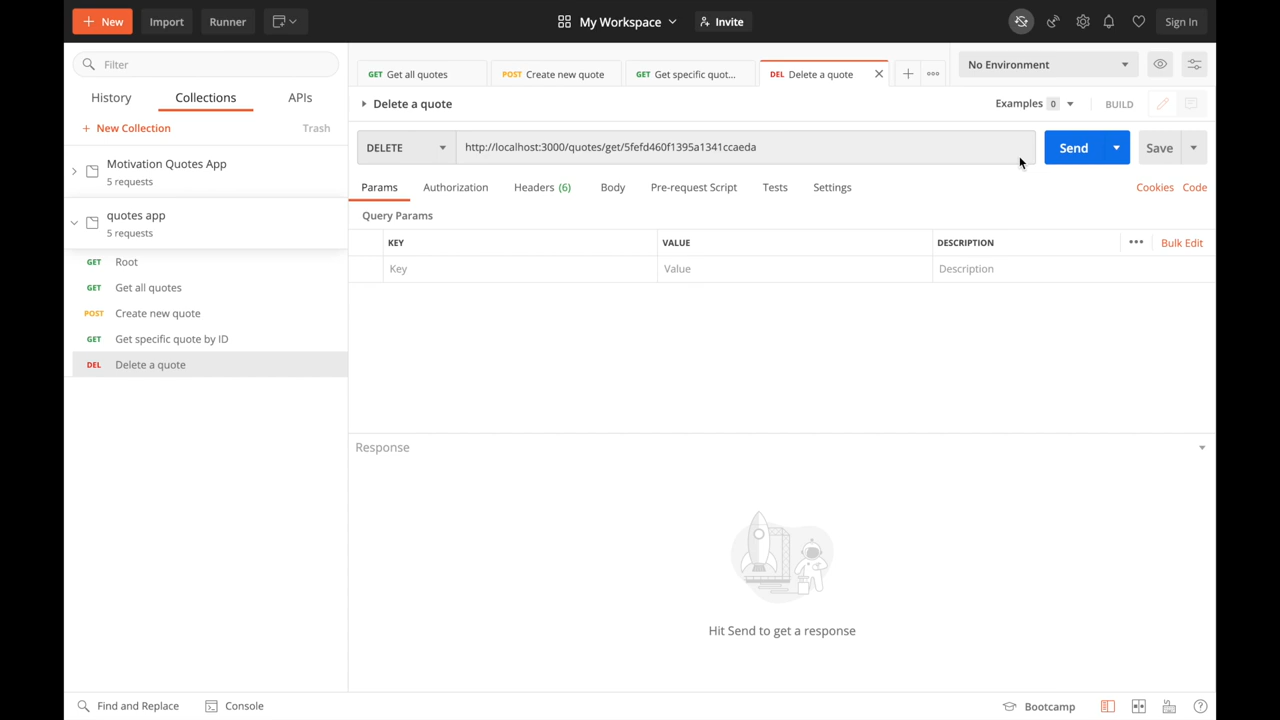 + New Import Runner My Workspace Invite Sign In
Filter
History Collections APIs
+ New Collection Trash
Motivation Quotes App
5 requests
quotes app
5 requests
GET Root
GET Get all quotes
POST Create new quote
GET Get specific quote by ID
DEL Delete a quote
GET Get all quotes POST Create new quote GET Get specific quot... DEL Delete a quote No Environment
Delete a quote Examples 0 BUILD
DELETE http://localhost:3000/quotes/get/5fefd460f1395a1341ccaeda Send Save
Params Authorization Headers (6) Body Pre-request Script Tests Settings Cookies Code
Query Params
KEY VALUE DESCRIPTION Bulk Edit
Key Value Description
Response
Hit Send to get a response
Find and Replace Console Bootcamp